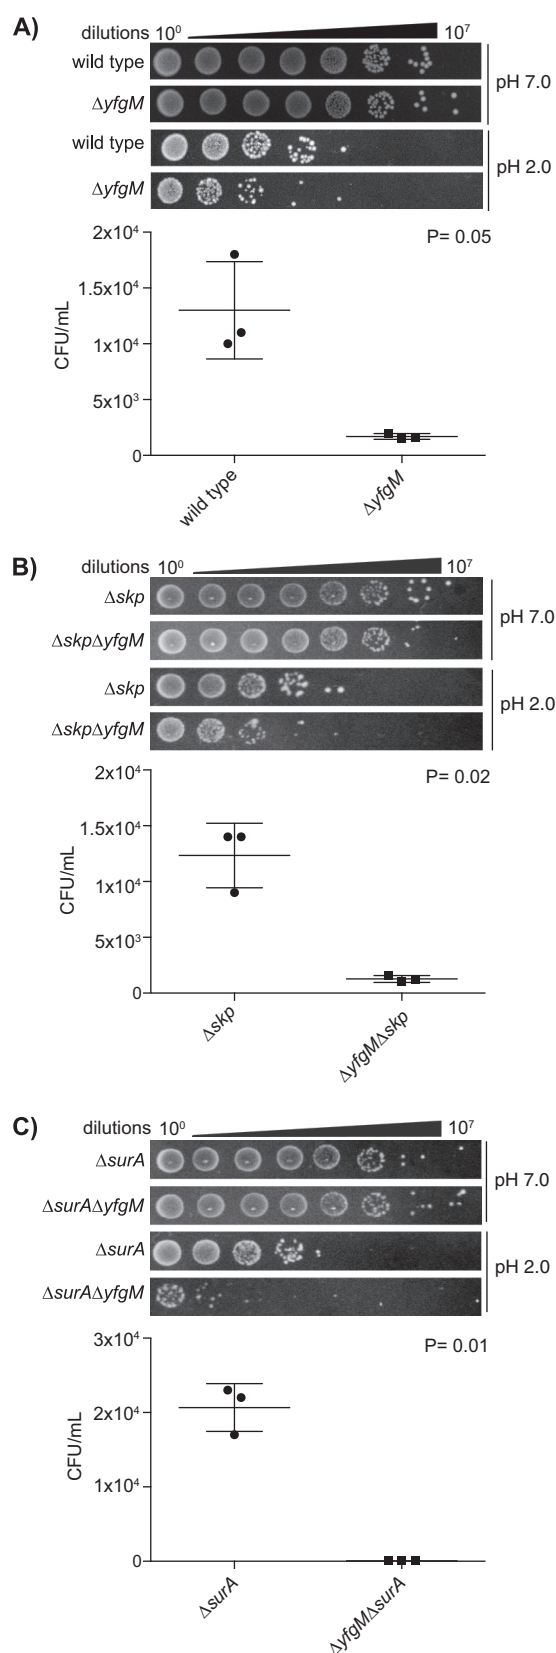 A)
dilutions 10⁰ 10⁷
wild type
ΔyfgM
pH 7.0
wild type
ΔyfgM
pH 2.0
P= 0.05
2x10⁴
1.5x10⁴
1x10⁴
5x10³
0
CFU/mL
wild type
ΔyfgM
B)
dilutions 10⁰ 10⁷
Δskp
ΔskpΔyfgM
pH 7.0
Δskp
ΔskpΔyfgM
pH 2.0
P= 0.02
2x10⁴
1.5x10⁴
1x10⁴
5x10³
0
CFU/mL
Δskp
ΔyfgMΔskp
C)
dilutions 10⁰ 10⁷
ΔsurA
ΔsurAΔyfgM
pH 7.0
ΔsurA
ΔsurAΔyfgM
pH 2.0
P= 0.01
3x10⁴
2x10⁴
1x10⁴
0
CFU/mL
ΔsurA
ΔyfgMΔsurA